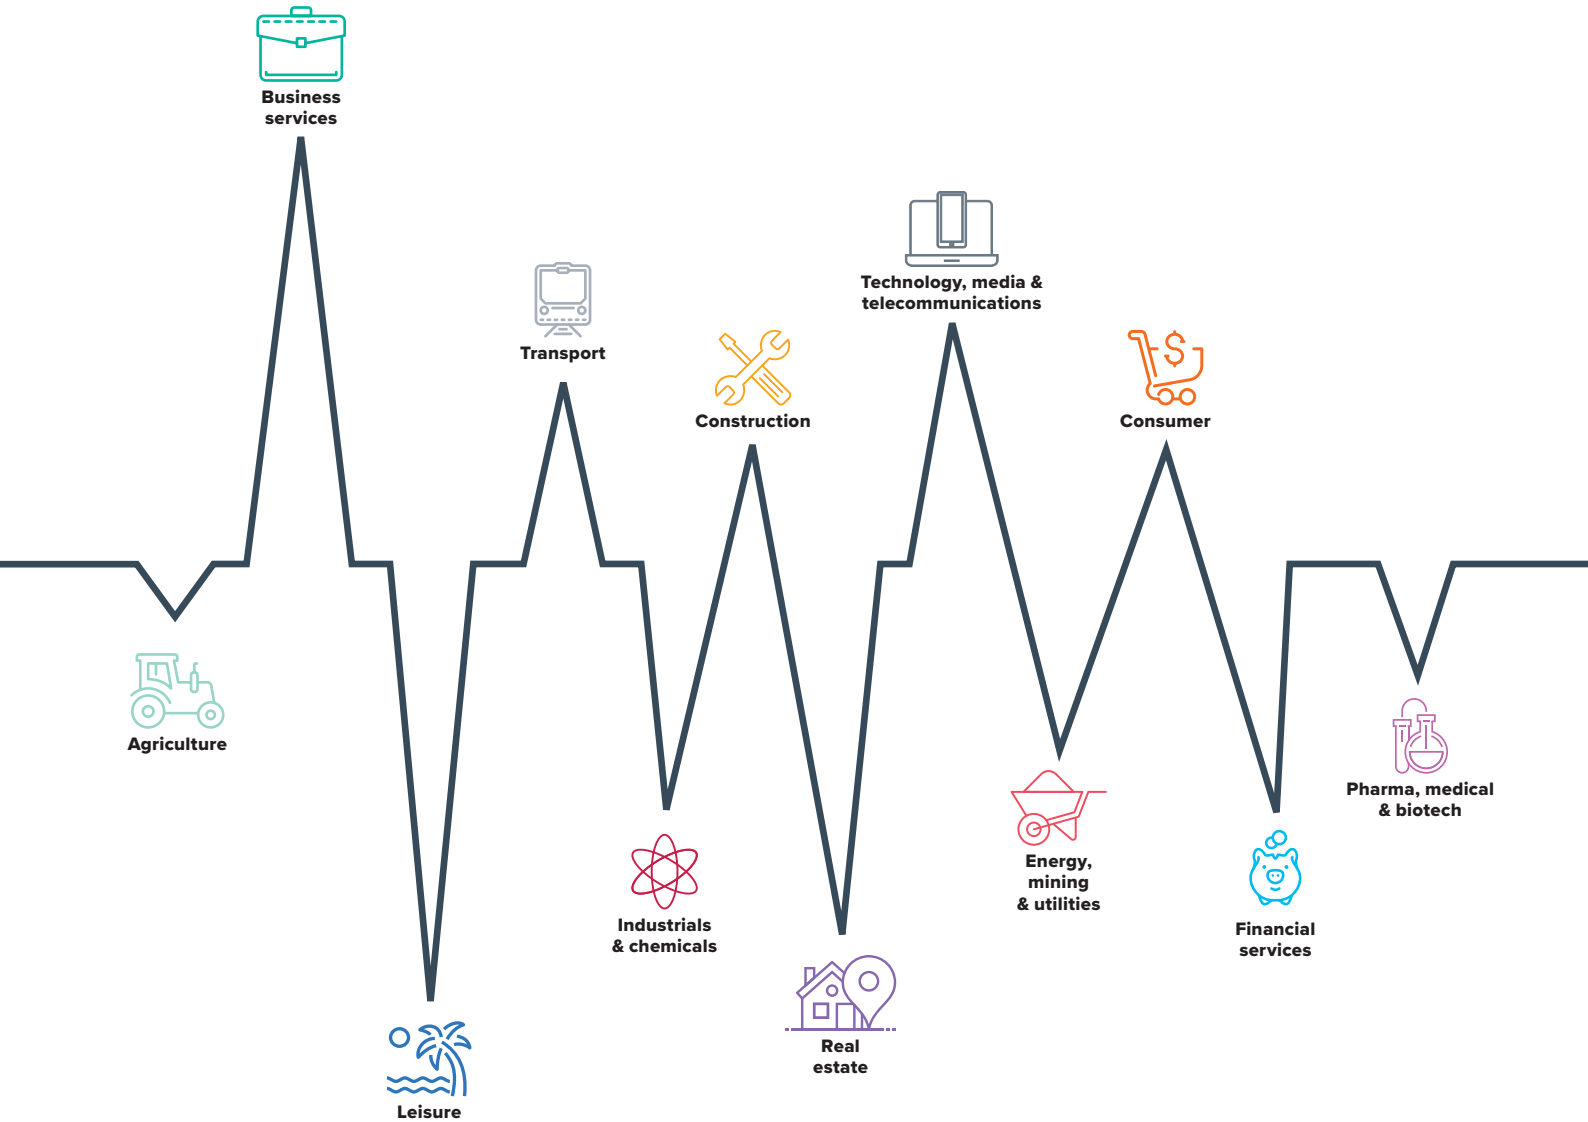 Business
services
Technology, media &
telecommunications
Transport
Construction
Consumer
Agriculture
Pharma, medical
& biotech
Energy,
mining
& utilities
Industrials
& chemicals
Financial
services
Real
estate
Leisure